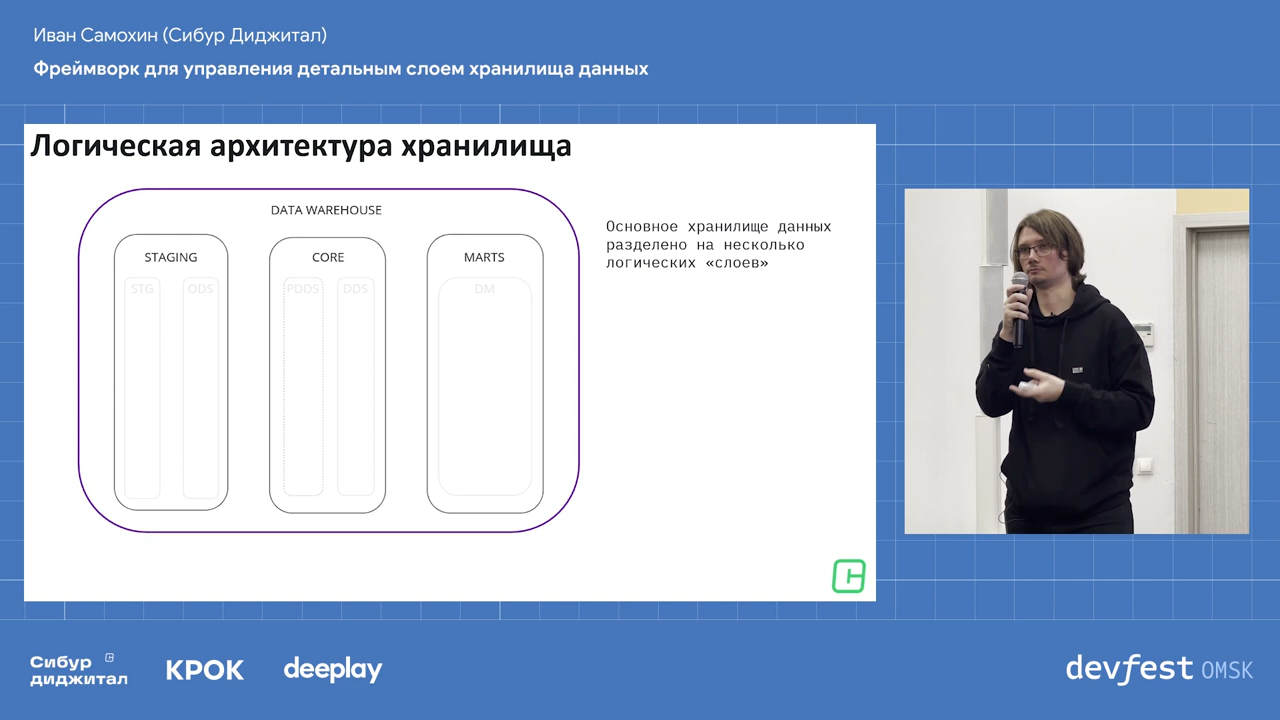 Иван Самохин (Сибур Диджитал)
Фреймворк для управления детальным слоем хранилища данных
Логическая архитектура хранилища
DATA WAREHOUSE
STAGING
CORE
MARTS
STG
ODS
PDDS
DDS
DM
Основное хранилище данных
разделено на несколько
логических «слоев»
Сибур
диджитал
КРОК
deeplay
devfest OMSK